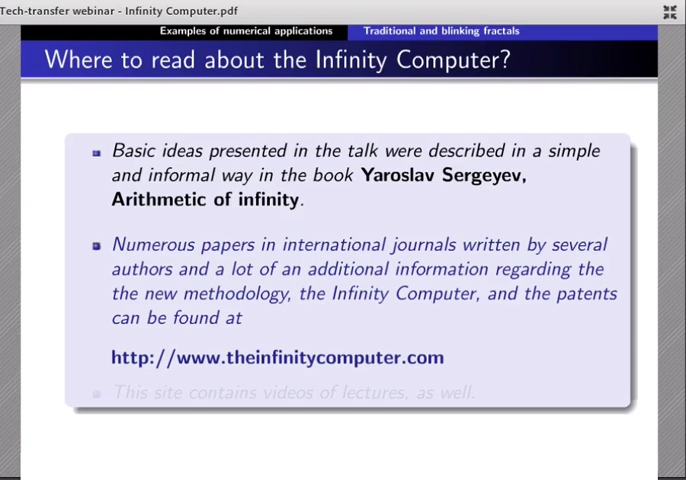 Tech-transfer webinar - Infinity Computer.pdf
Examples of numerical applications Traditional and blinking fractals
Where to read about the Infinity Computer?
Basic ideas presented in the talk were described in a simple
and informal way in the book Yaroslav Sergeyev,
Arithmetic of infinity.
Numerous papers in international journals written by several
authors and a lot of an additional information regarding the
the new methodology, the Infinity Computer, and the patents
can be found at
http://www.theinfinitycomputer.com
This site contains videos of lectures, as well.